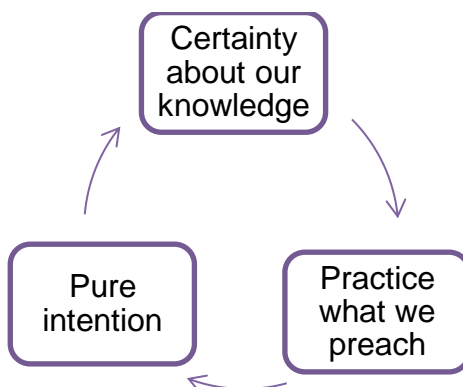 Certainty
about our
knowledge
Practice
what we
preach
Pure
intention